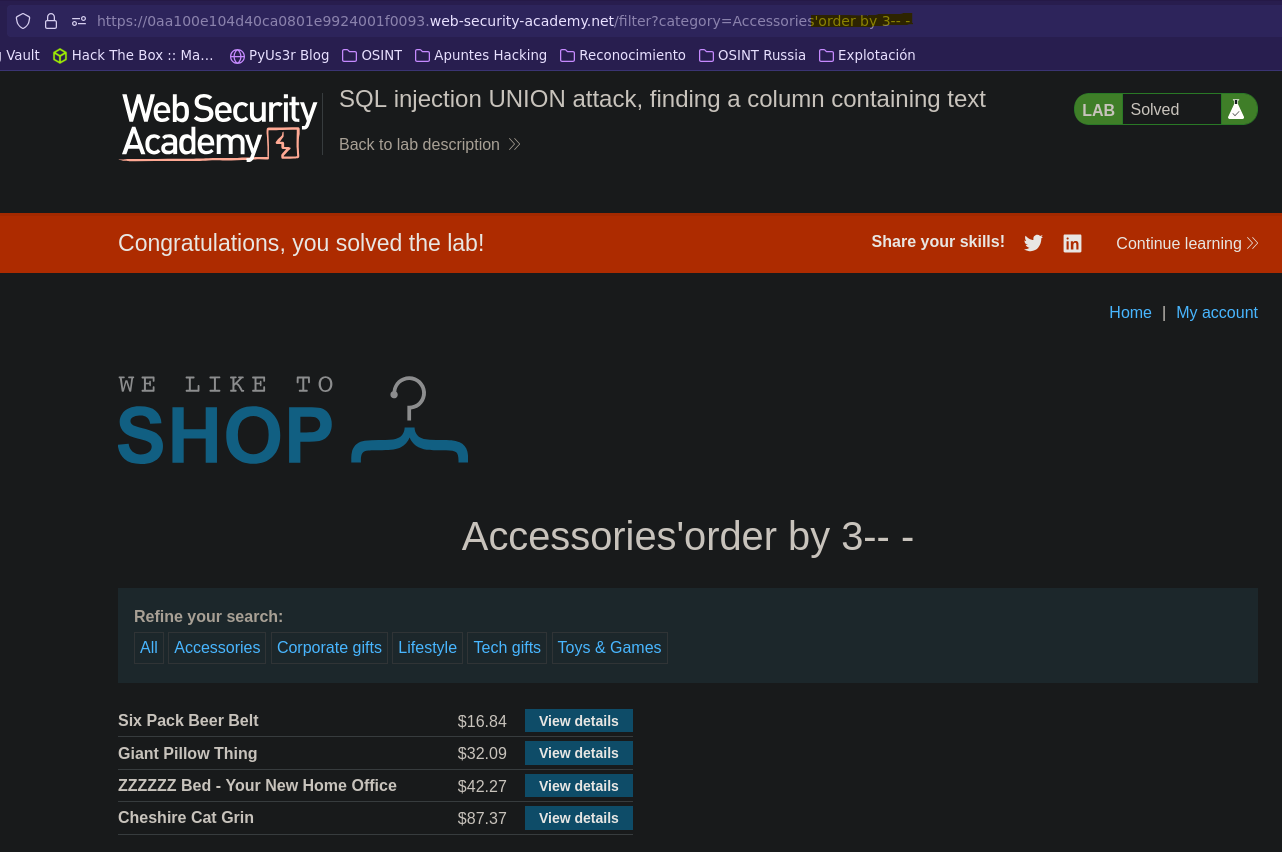 https://0aa100e104d40ca0801e9924001f0093.web-security-academy.net/filter?category=Accessories'order by 3-- -
Vault Hack The Box :: Ma… PyUs3r Blog OSINT Apuntes Hacking Reconocimiento OSINT Russia Explotación
Web Security Academy
SQL injection UNION attack, finding a column containing text
LAB Solved
Back to lab description
Congratulations, you solved the lab!
Share your skills!
Continue learning
Home | My account
WE LIKE TO
SHOP
Accessories'order by 3-- -
Refine your search:
All Accessories Corporate gifts Lifestyle Tech gifts Toys & Games
Six Pack Beer Belt $16.84 View details
Giant Pillow Thing $32.09 View details
ZZZZZZ Bed - Your New Home Office $42.27 View details
Cheshire Cat Grin $87.37 View details